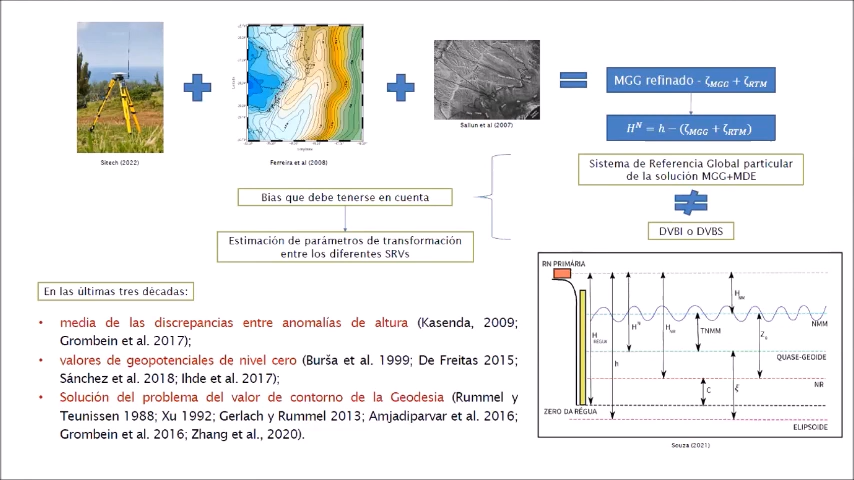 Sitech (2022)
Ferreira et al (2008)
Sallun et al (2007)
MGG refinado - ζMGG + ζRTM
H^N = h − (ζMGG + ζRTM)
Sistema de Referencia Global particular
de la solución MGG+MDE
DVBI o DVBS
Bias que debe tenerse en cuenta
Estimación de parámetros de transformación
entre los diferentes SRVs
En las últimas tres décadas:
• media de las discrepancias entre anomalías de altura (Kasenda, 2009;
Grombein et al. 2017);
• valores de geopotenciales de nivel cero (Burša et al. 1999; De Freitas 2015;
Sánchez et al. 2018; Ihde et al. 2017);
• Solución del problema del valor de contorno de la Geodesia (Rummel y
Teunissen 1988; Xu 1992; Gerlach y Rummel 2013; Amjadiparvar et al. 2016;
Grombein et al. 2016; Zhang et al., 2020).
RN PRIMÁRIA
H RÉGUA
h
H^N
TNMM
ζ
C
NMM
QUASE-GEOIDE
NR
ZERO DA RÉGUA
ELIPSOIDE
Souza (2021)